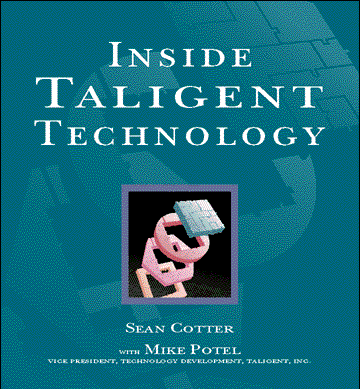 INSIDE
TALIGENT
TECHNOLOGY
SEAN COTTER
WITH MIKE POTEL
VICE PRESIDENT, TECHNOLOGY DEVELOPMENT, TALIGENT, INC.